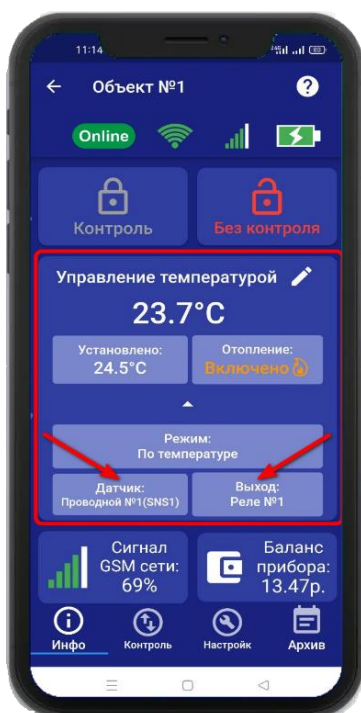 11:14
Объект №1
?
Online
Контроль
Без контроля
Управление температурой
23.7°C
Установлено:
24.5°C
Отопление:
Включено
Режим:
По температуре
Датчик:
Проводной №1(SNS1)
Выход:
Реле №1
Сигнал
GSM сети:
69%
Баланс
прибора:
13.47р.
Инфо
Контроль
Настройк
Архив